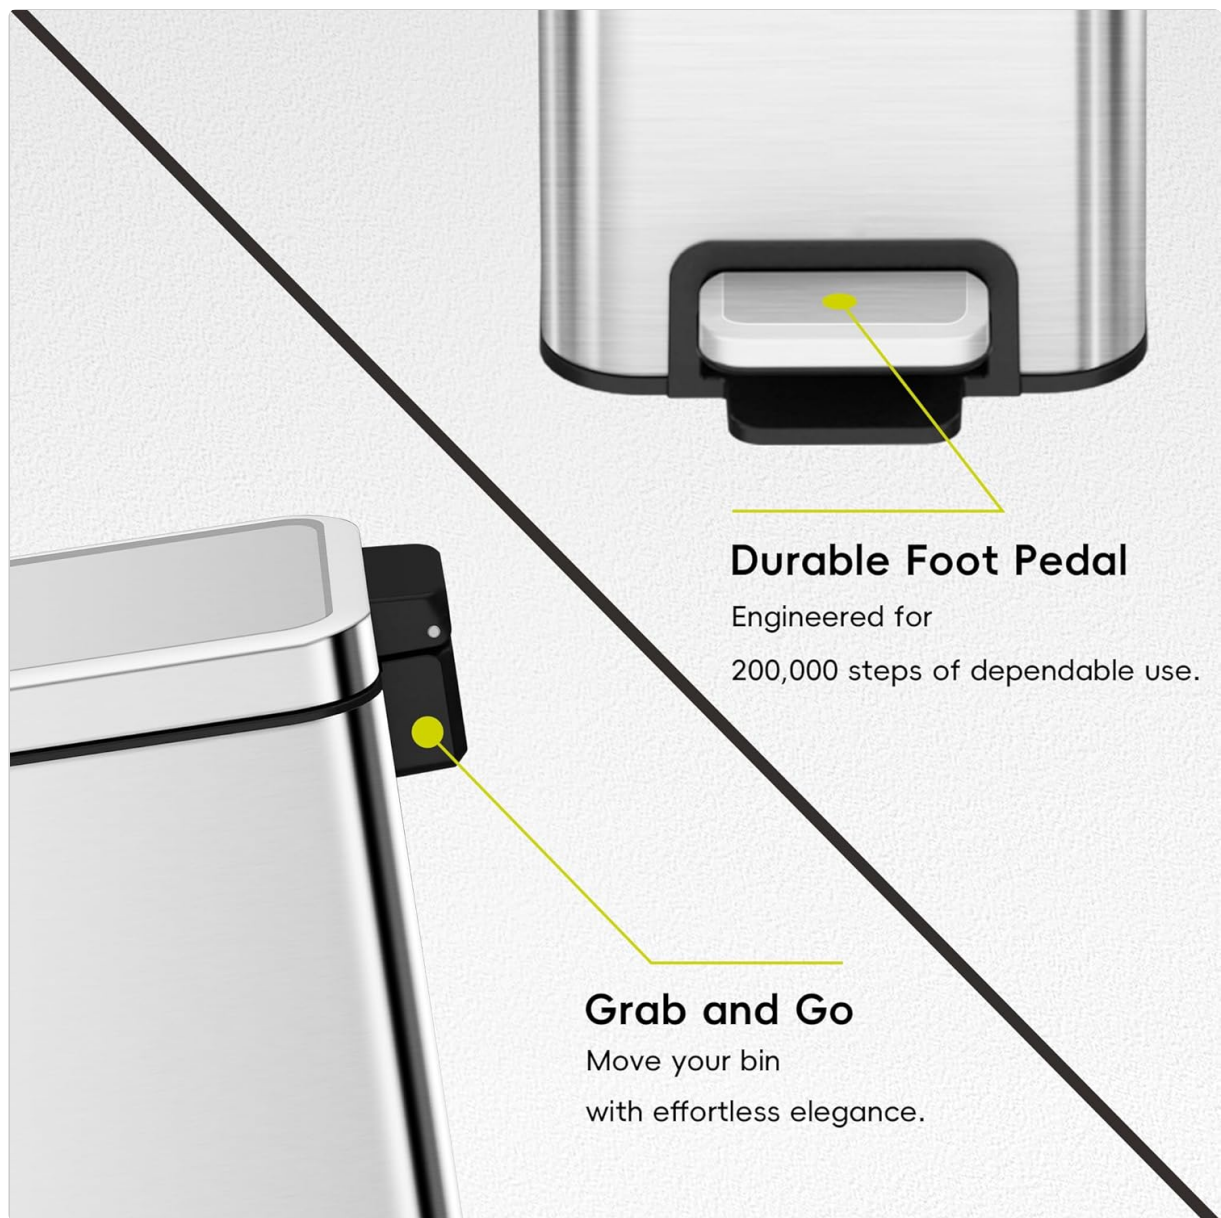 Durable Foot Pedal
Engineered for
200,000 steps of dependable use.
Grab and Go
Move your bin
with effortless elegance.